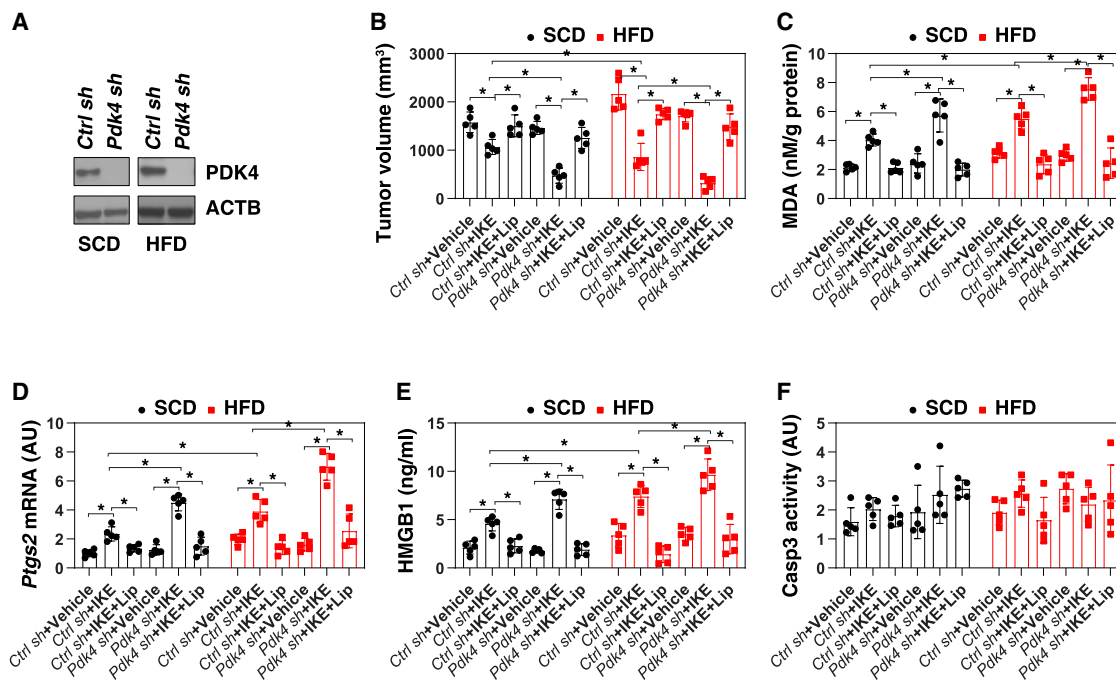 A
Ctrl sh
Pdk4 sh
Ctrl sh
Pdk4 sh
PDK4
ACTB
SCD
HFD
B
SCD HFD
Tumor volume (mm³)
3000
2000
1000
0
* * * * * * * * * * * *
Ctrl sh+Vehicle
Ctrl sh+IKE
Ctrl sh+IKE+Lip
Pdk4 sh+Vehicle
Pdk4 sh+IKE
Pdk4 sh+IKE+Lip
Ctrl sh+Vehicle
Ctrl sh+IKE
Ctrl sh+IKE+Lip
Pdk4 sh+Vehicle
Pdk4 sh+IKE
Pdk4 sh+IKE+Lip
C
SCD HFD
MDA (nM/g protein)
10
8
6
4
2
0
* * * * * * * * * * *
Ctrl sh+Vehicle
Ctrl sh+IKE
Ctrl sh+IKE+Lip
Pdk4 sh+Vehicle
Pdk4 sh+IKE
Pdk4 sh+IKE+Lip
Ctrl sh+Vehicle
Ctrl sh+IKE
Ctrl sh+IKE+Lip
Pdk4 sh+Vehicle
Pdk4 sh+IKE
Pdk4 sh+IKE+Lip
D
SCD HFD
Ptgs2 mRNA (AU)
10
8
6
4
2
0
* * * * * * * * * * *
Ctrl sh+Vehicle
Ctrl sh+IKE
Ctrl sh+IKE+Lip
Pdk4 sh+Vehicle
Pdk4 sh+IKE
Pdk4 sh+IKE+Lip
Ctrl sh+Vehicle
Ctrl sh+IKE
Ctrl sh+IKE+Lip
Pdk4 sh+Vehicle
Pdk4 sh+IKE
Pdk4 sh+IKE+Lip
E
SCD HFD
HMGB1 (ng/ml)
15
10
5
0
* * * * * * * * * * *
Ctrl sh+Vehicle
Ctrl sh+IKE
Ctrl sh+IKE+Lip
Pdk4 sh+Vehicle
Pdk4 sh+IKE
Pdk4 sh+IKE+Lip
Ctrl sh+Vehicle
Ctrl sh+IKE
Ctrl sh+IKE+Lip
Pdk4 sh+Vehicle
Pdk4 sh+IKE
Pdk4 sh+IKE+Lip
F
SCD HFD
Casp3 activity (AU)
5
4
3
2
1
0
Ctrl sh+Vehicle
Ctrl sh+IKE
Ctrl sh+IKE+Lip
Pdk4 sh+Vehicle
Pdk4 sh+IKE
Pdk4 sh+IKE+Lip
Ctrl sh+Vehicle
Ctrl sh+IKE
Ctrl sh+IKE+Lip
Pdk4 sh+Vehicle
Pdk4 sh+IKE
Pdk4 sh+IKE+Lip